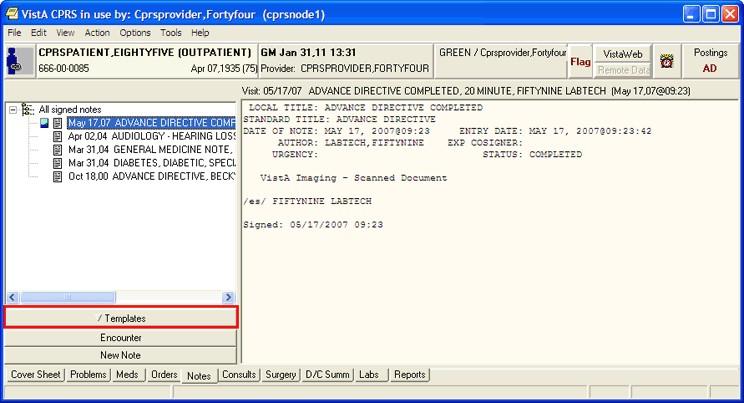 VistA CPRS in use by: Cprsprovider,Fortyfour (cprsnode1)
File Edit View Action Options Tools Help
CPRSPATIENT,EIGHTYFIVE (OUTPATIENT) GM Jan 31,11 13:31 GREEN / Cprsprovider,Fortyfour Flag VistaWeb Postings
666-00-0085 Apr 07,1935 (75) Provider: CPRSPROVIDER,FORTYFOUR Remote Data AD
Visit: 05/17/07 ADVANCE DIRECTIVE COMPLETED, 20 MINUTE, FIFTYNINE LABTECH (May 17,07@09:23)
All signed notes
May 17,07 ADVANCE DIRECTIVE COMP
Apr 02,04 AUDIOLOGY - HEARING LOSS
Mar 31,04 GENERAL MEDICINE NOTE,
Mar 31,04 DIABETES, DIABETIC, SPECI
Oct 18,00 ADVANCE DIRECTIVE, BECKY
LOCAL TITLE: ADVANCE DIRECTIVE COMPLETED
STANDARD TITLE: ADVANCE DIRECTIVE
DATE OF NOTE: MAY 17, 2007@09:23 ENTRY DATE: MAY 17, 2007@09:23:42
AUTHOR: LABTECH,FIFTYNINE EXP COSIGNER:
URGENCY: STATUS: COMPLETED
VistA Imaging - Scanned Document
/es/ FIFTYNINE LABTECH
Signed: 05/17/2007 09:23
/ Templates
Encounter
New Note
Cover Sheet Problems Meds Orders Notes Consults Surgery D/C Summ Labs Reports